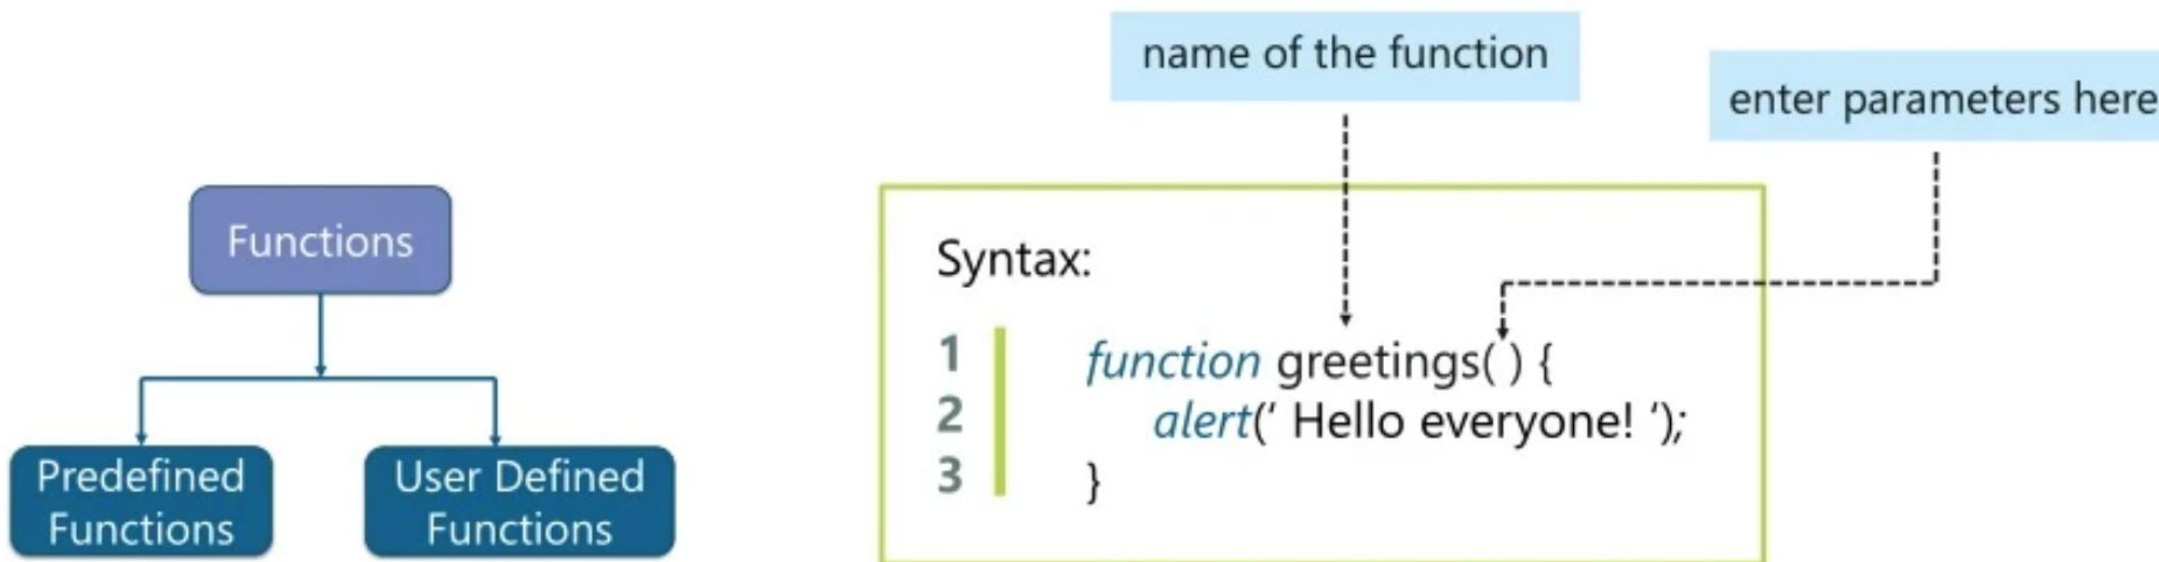 name of the function
enter parameters here
Functions
Predefined
Functions
User Defined
Functions
Syntax:
1 function greetings( ) {
2 alert(‘ Hello everyone! ‘);
3 }